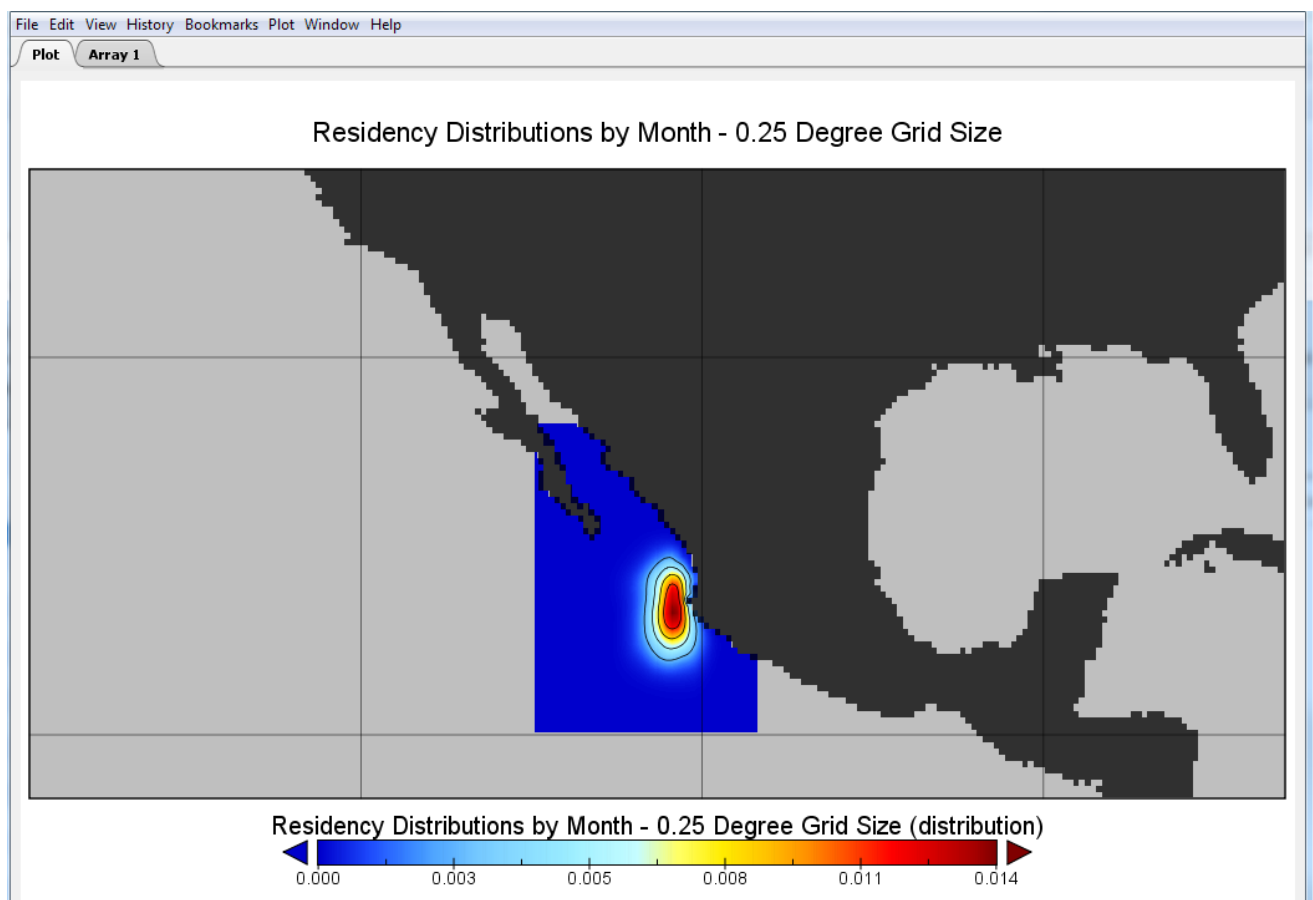 File Edit View History Bookmarks Plot Window Help
Plot Array 1
Residency Distributions by Month - 0.25 Degree Grid Size
Residency Distributions by Month - 0.25 Degree Grid Size (distribution)
0.000 0.003 0.005 0.008 0.011 0.014